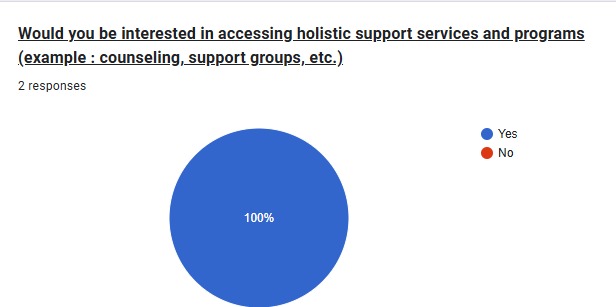 Would you be interested in accessing holistic support services and programs
(example : counseling, support groups, etc.)
2 responses
Yes
No
100%